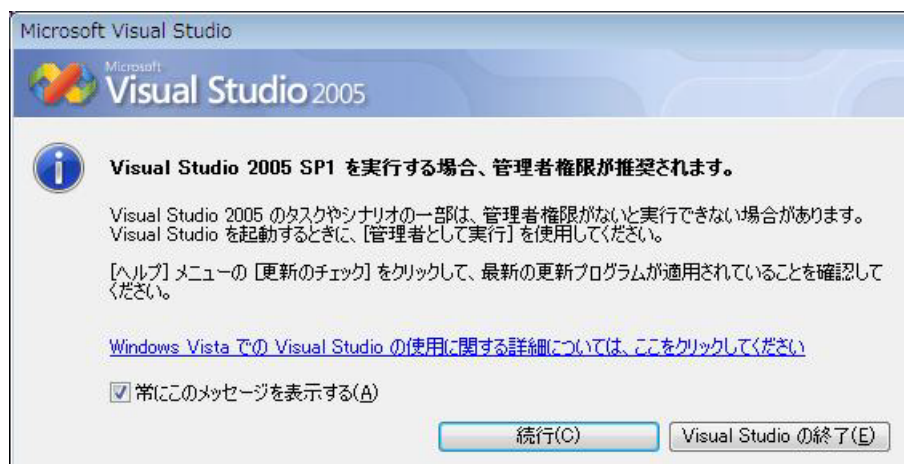 Microsoft Visual Studio
Microsoft
Visual Studio 2005
Visual Studio 2005 SP1 を実行する場合、管理者権限が推奨されます。
Visual Studio 2005 のタスクやシナリオの一部は、管理者権限がないと実行できない場合があります。
Visual Studio を起動するときに、[管理者として実行] を使用してください。
[ヘルプ] メニューの [更新のチェック] をクリックして、最新の更新プログラムが適用されていることを確認して
ください。
Windows Vista での Visual Studio の使用に関する詳細については、ここをクリックしてください
常にこのメッセージを表示する(A)
続行(C)
Visual Studio の終了(E)